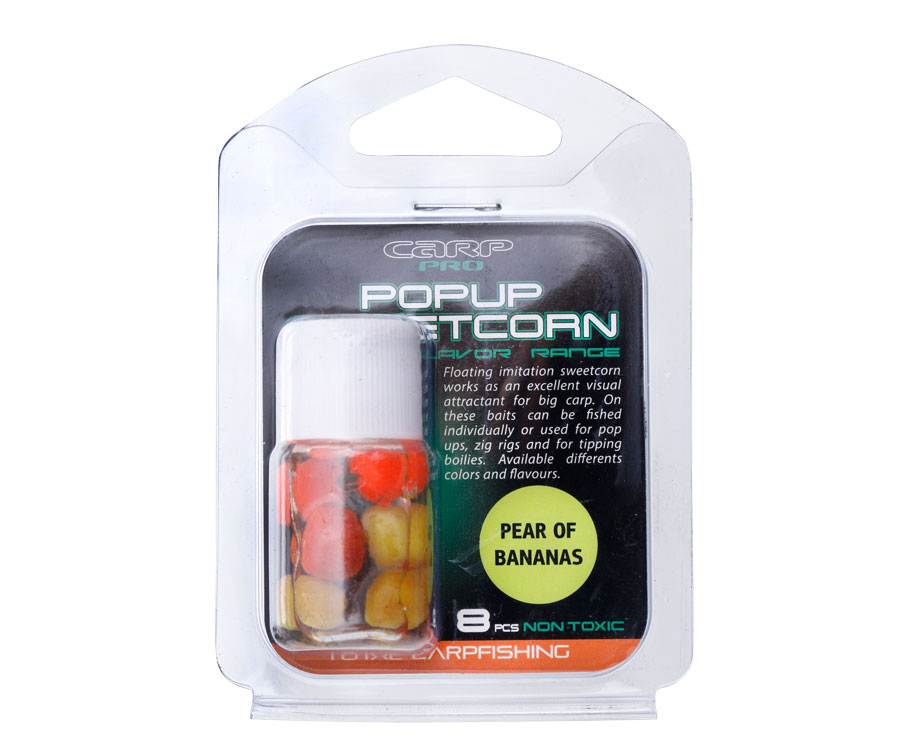 CARP
PRO
POPUP
ETCORN
LAVOR RANGE
Floating imitation sweetcorn
works as an excellent visual
attractant for big carp. On
these baits can be fished
individually or used for pop
ups, zig rigs and for tipping
boilies. Available differents
colors and flavours.
PEAR OF
BANANAS
8 PCS NON TOXIC
CARPFISHING